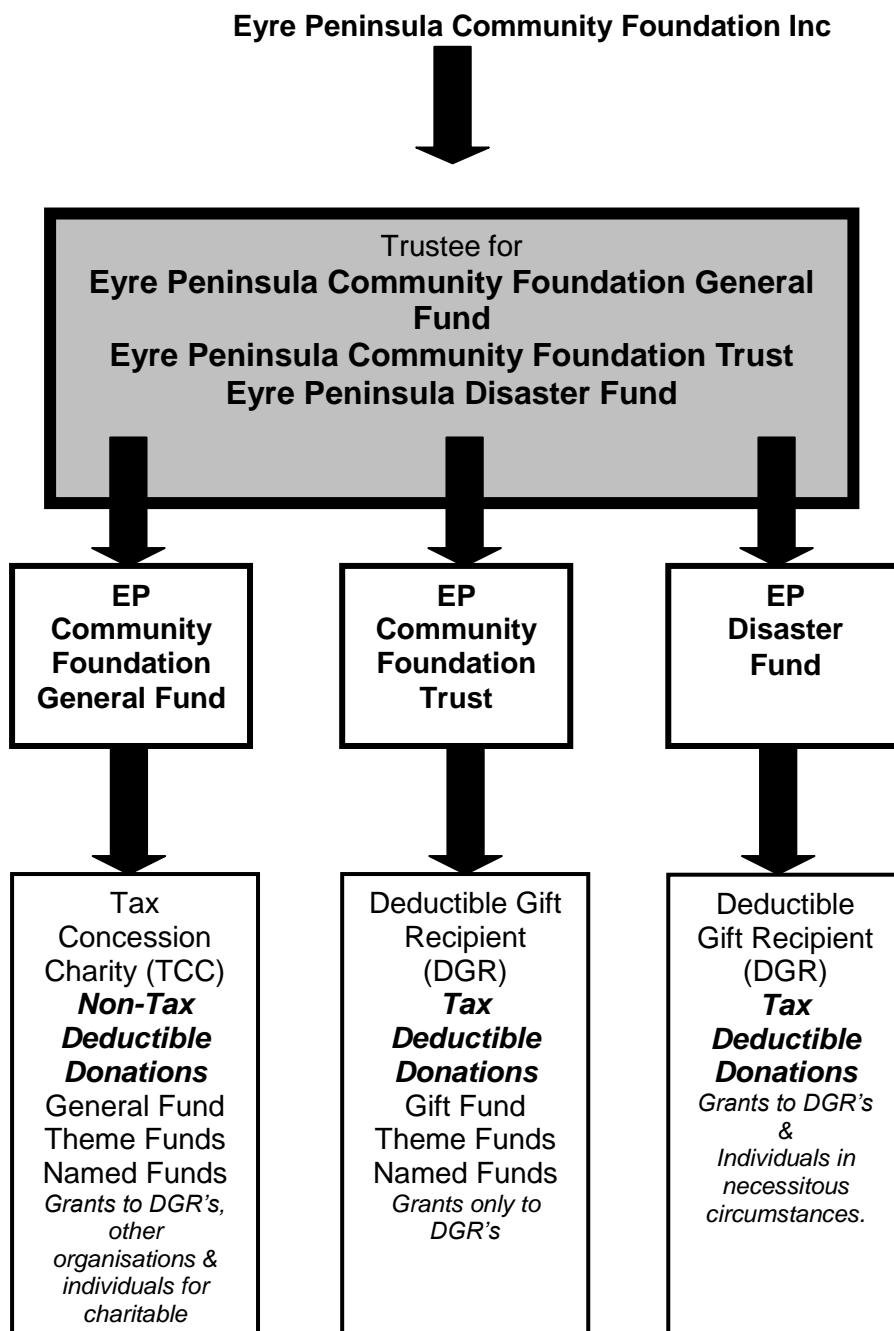 Eyre Peninsula Community Foundation Inc
Trustee for
Eyre Peninsula Community Foundation General
Fund
Eyre Peninsula Community Foundation Trust
Eyre Peninsula Disaster Fund
EP
Community
Foundation
General Fund
EP
Community
Foundation
Trust
EP
Disaster
Fund
Tax
Concession
Charity (TCC)
Non-Tax
Deductible
Donations
General Fund
Theme Funds
Named Funds
Grants to DGR's,
other
organisations &
individuals for
charitable
Deductible Gift
Recipient
(DGR)
Tax
Deductible
Donations
Gift Fund
Theme Funds
Named Funds
Grants only to
DGR's
Deductible
Gift Recipient
(DGR)
Tax
Deductible
Donations
Grants to DGR's
&
Individuals in
necessitous
circumstances.